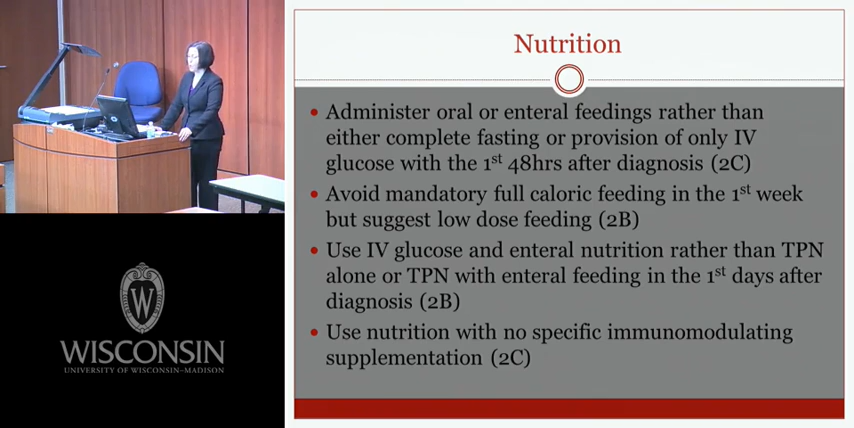 Nutrition
• Administer oral or enteral feedings rather than
either complete fasting or provision of only IV
glucose with the 1st 48hrs after diagnosis (2C)
• Avoid mandatory full caloric feeding in the 1st week
but suggest low dose feeding (2B)
• Use IV glucose and enteral nutrition rather than TPN
alone or TPN with enteral feeding in the 1st days after
diagnosis (2B)
• Use nutrition with no specific immunomodulating
supplementation (2C)
W
WISCONSIN
UNIVERSITY OF WISCONSIN–MADISON